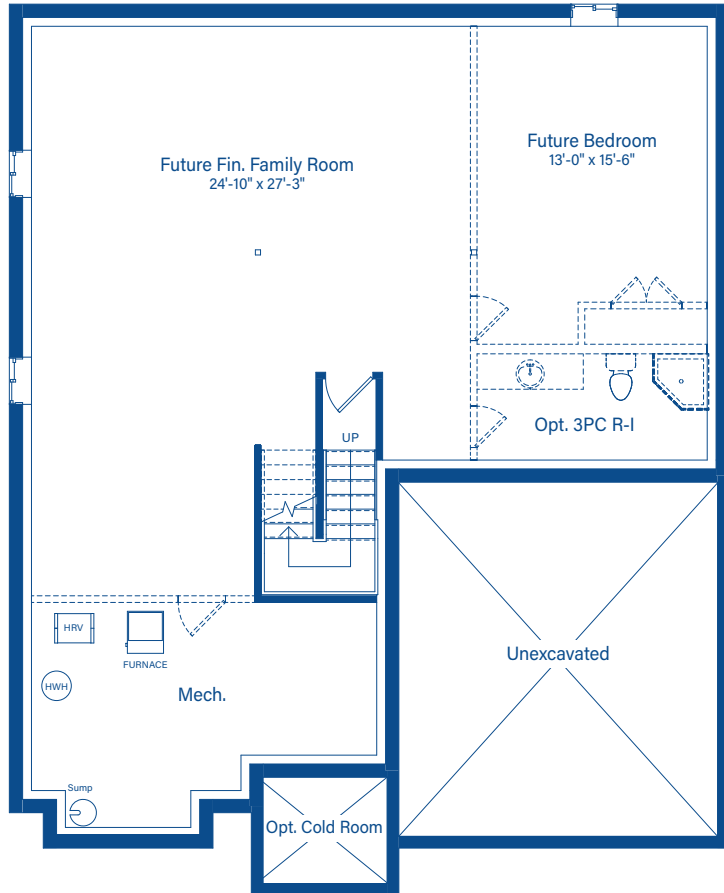 Future Fin. Family Room
24'-10" x 27'-3"
Future Bedroom
13'-0" x 15'-6"
Opt. 3PC R-I
UP
HRV
FURNACE
HWH
Mech.
Unexcavated
Sump
Opt. Cold Room